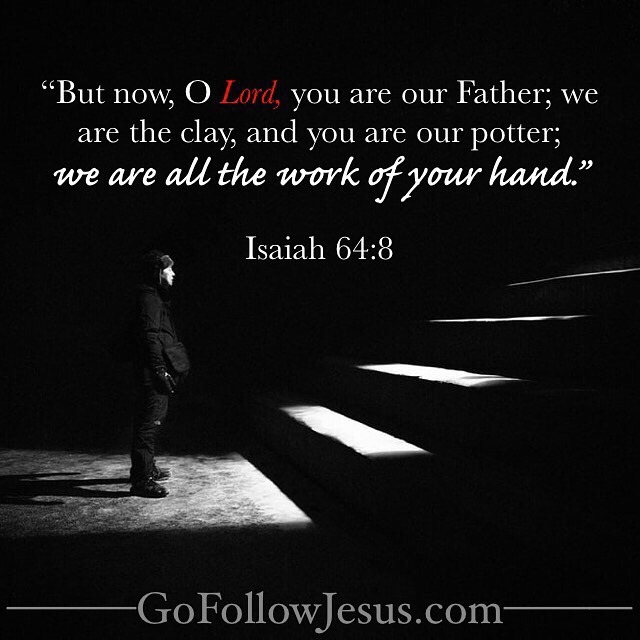 “But now, O Lord, you are our Father; we
are the clay, and you are our potter;
we are all the work of your hand.”
Isaiah 64:8
GoFollowJesus.com